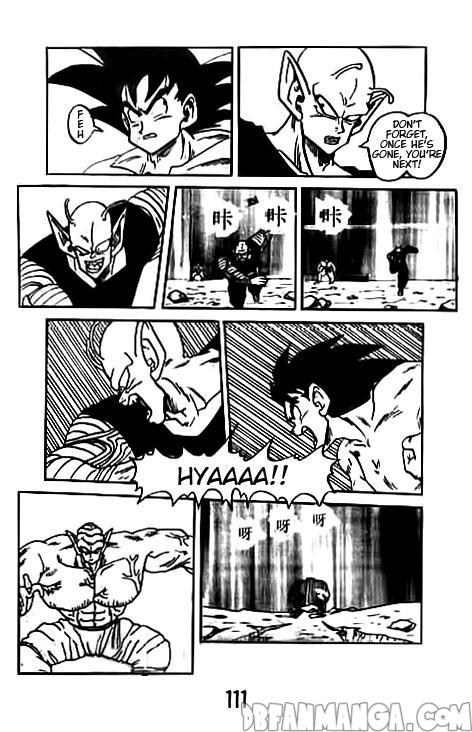 FEH
DON'T
FORGET,
ONCE HE'S
GONE, YOU'RE
NEXT!
咔 咔
咔 咔
HYAAAA!!
呀 呀 呀
111
DBFANMANGA.COM